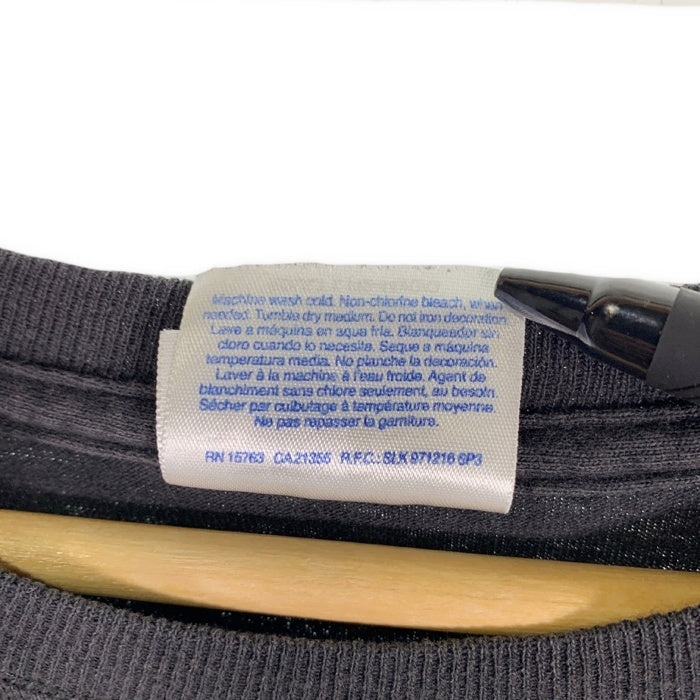 Machine wash cold. Non-chlorine bleach, when
needed. Tumble dry medium. Do not iron decoration.
Lave a máquina en agua fria. Blanqueador sin
cloro cuando lo necesite. Seque a máquina
temperatura media. No planche la decoración.
Laver à la machine à l'eau froide. Agent de
blanchiment sans chlore seulement, au besoin.
Sécher par culbutage à température moyenne.
Ne pas repasser la garniture.
RN 15763 CA21355 R.F.C.: SLK 971216 6P3